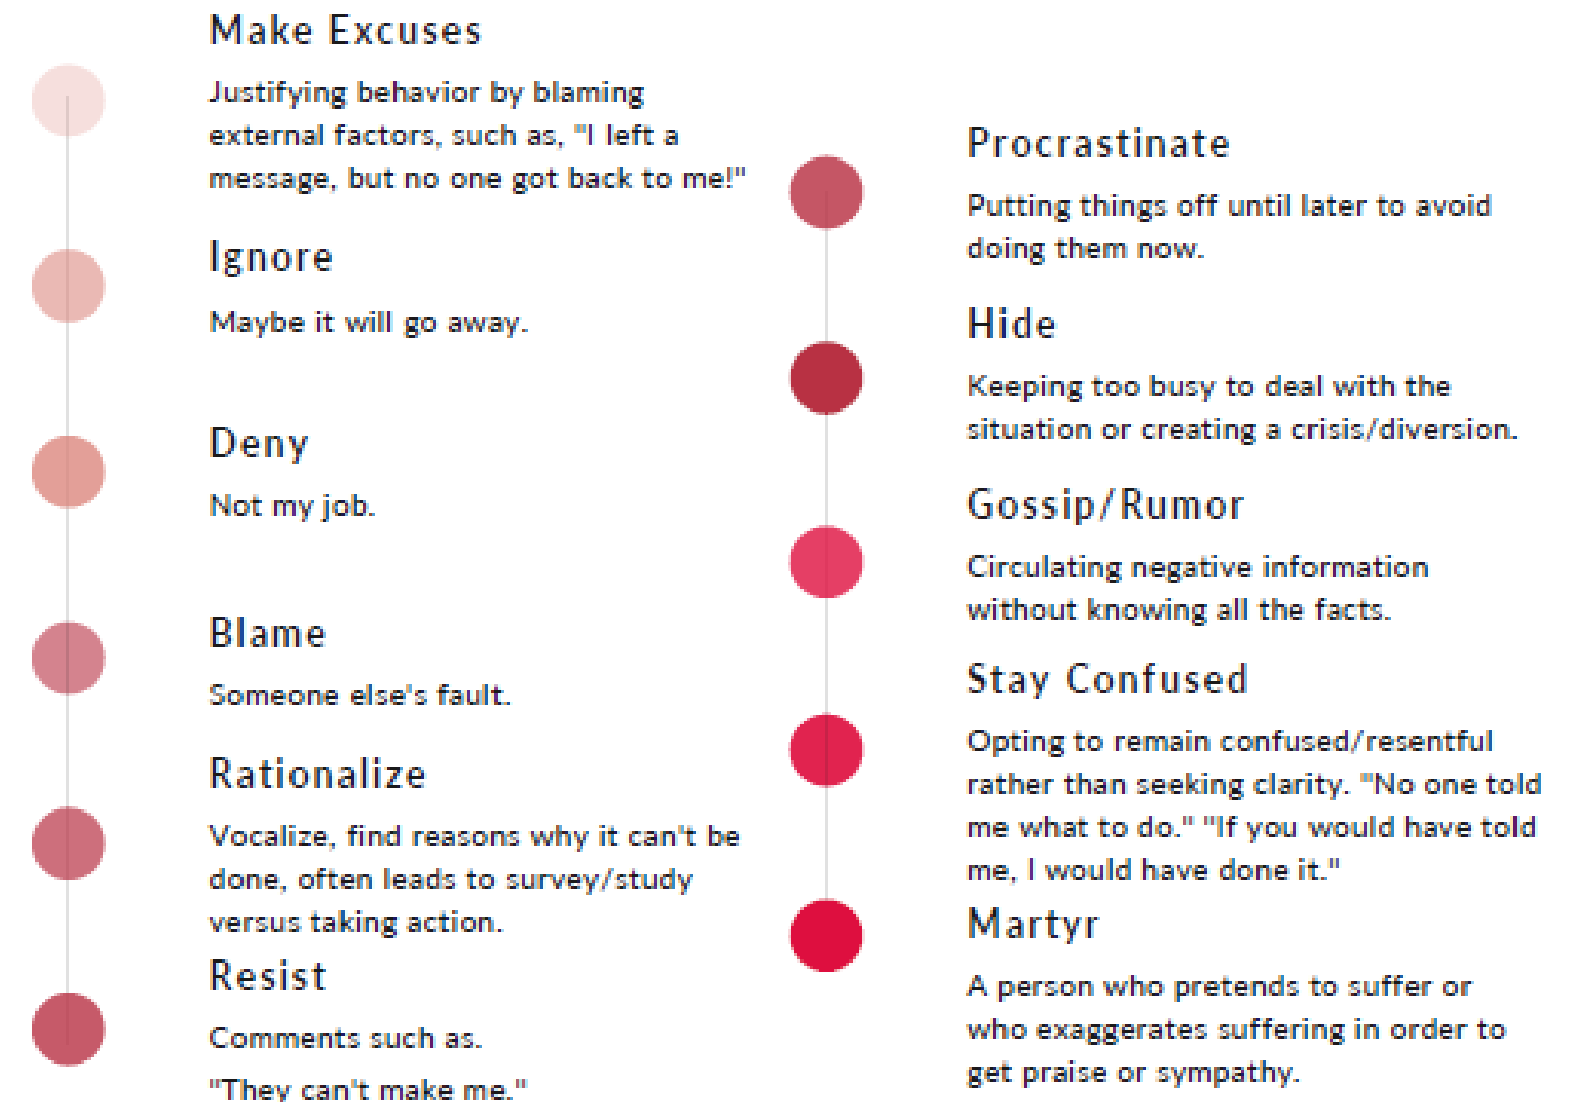 Make Excuses
Justifying behavior by blaming
external factors, such as, "I left a
message, but no one got back to me!"
Ignore
Maybe it will go away.
Deny
Not my job.
Blame
Someone else's fault.
Rationalize
Vocalize, find reasons why it can't be
done, often leads to survey/study
versus taking action.
Resist
Comments such as.
"They can't make me."
Procrastinate
Putting things off until later to avoid
doing them now.
Hide
Keeping too busy to deal with the
situation or creating a crisis/diversion.
Gossip/Rumor
Circulating negative information
without knowing all the facts.
Stay Confused
Opting to remain confused/resentful
rather than seeking clarity. "No one told
me what to do." "If you would have told
me, I would have done it."
Martyr
A person who pretends to suffer or
who exaggerates suffering in order to
get praise or sympathy.